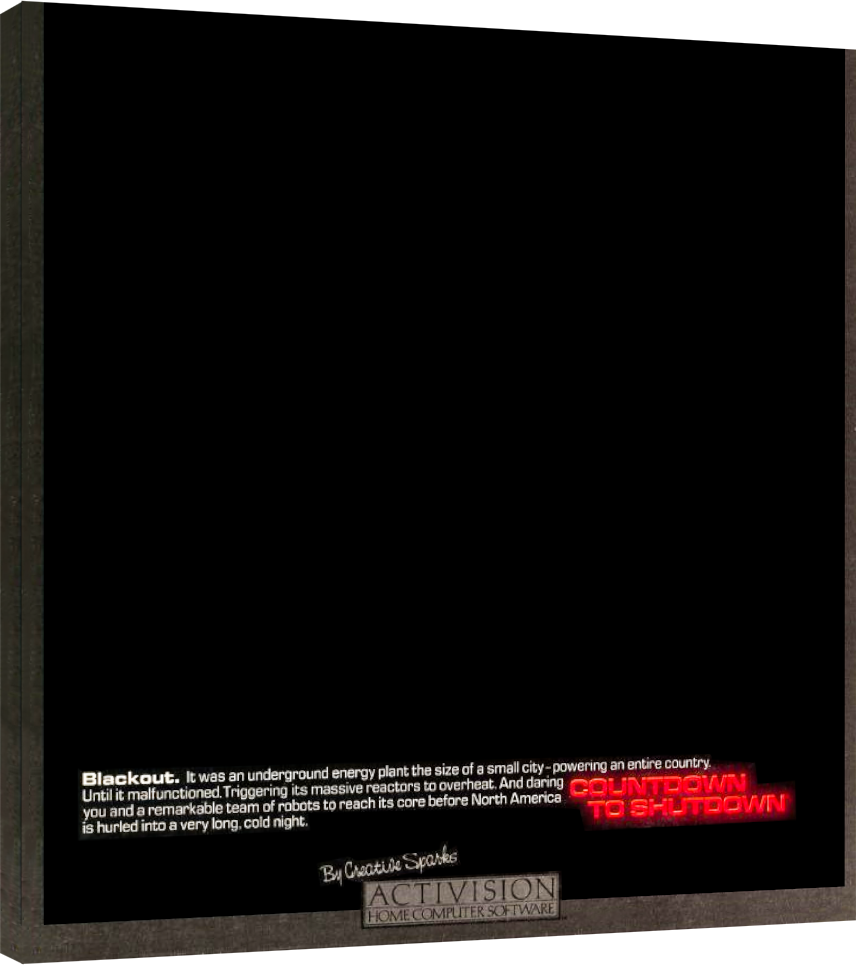 Blackout. It was an underground energy plant the size of a small city-powering an entire country.
Until it malfunctioned. Triggering its massive reactors to overheat. And daring
you and a remarkable team of robots to reach its core before North America
is hurled into a very long, cold night.
COUNTDOWN
TO SHUTDOWN
By Creative Sparks
ACTIVISION
HOME COMPUTER SOFTWARE